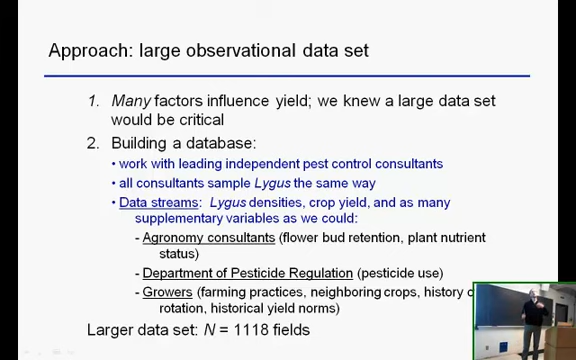 Approach: large observational data set
1. Many factors influence yield; we knew a large data set
would be critical
2. Building a database:
• work with leading independent pest control consultants
• all consultants sample Lygus the same way
• Data streams: Lygus densities, crop yield, and as many
supplementary variables as we could:
- Agronomy consultants (flower bud retention, plant nutrient
status)
- Department of Pesticide Regulation (pesticide use)
- Growers (farming practices, neighboring crops, history
rotation, historical yield norms)
Larger data set: N = 1118 fields